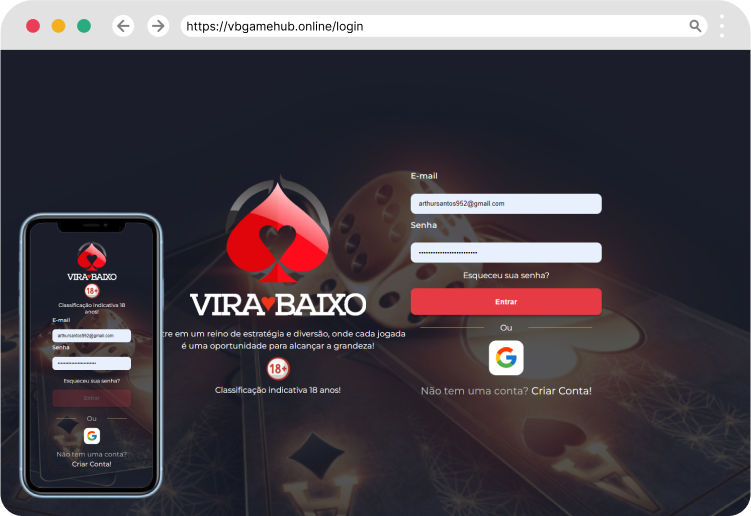 https://vbgamehub.online/login
E-mail
arthursantos952@gmail.com
Senha
Esqueceu sua senha?
Entrar
Ou
Não tem uma conta? Criar Conta!
VIRA BAIXO
tre em um reino de estratégia e diversão, onde cada jogada
é uma oportunidade para alcançar a grandeza!
18+
Classificação indicativa 18 anos!
VIRA BAIXO
18+
Classificação indicativa 18
anos!
E-mail
arthursantos952@gmail.com
Senha
Esqueceu sua senha?
Entrar
Ou
Não tem uma conta?
Criar Conta!